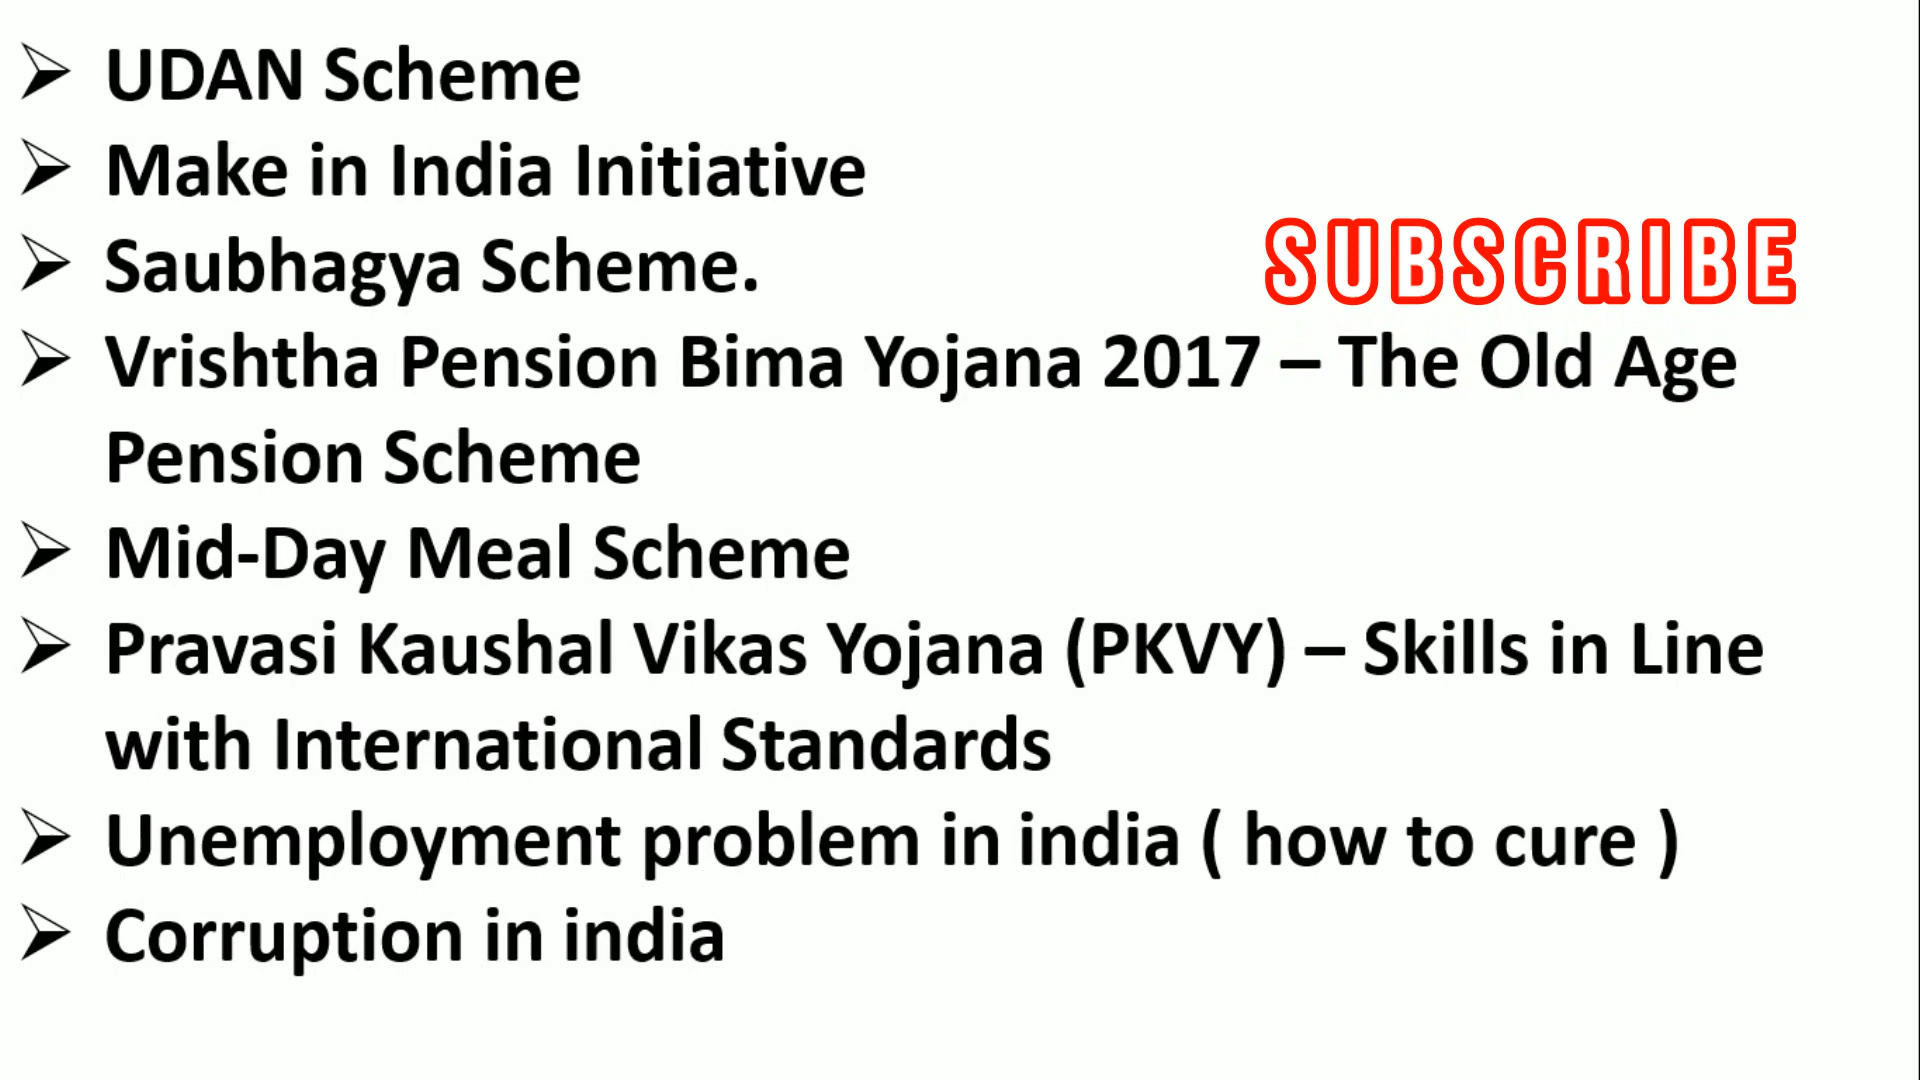 ➢ UDAN Scheme
➢ Make in India Initiative
➢ Saubhagya Scheme.
SUBSCRIBE
➢ Vrishtha Pension Bima Yojana 2017 – The Old Age
Pension Scheme
➢ Mid-Day Meal Scheme
➢ Pravasi Kaushal Vikas Yojana (PKVY) – Skills in Line
with International Standards
➢ Unemployment problem in india ( how to cure )
➢ Corruption in india